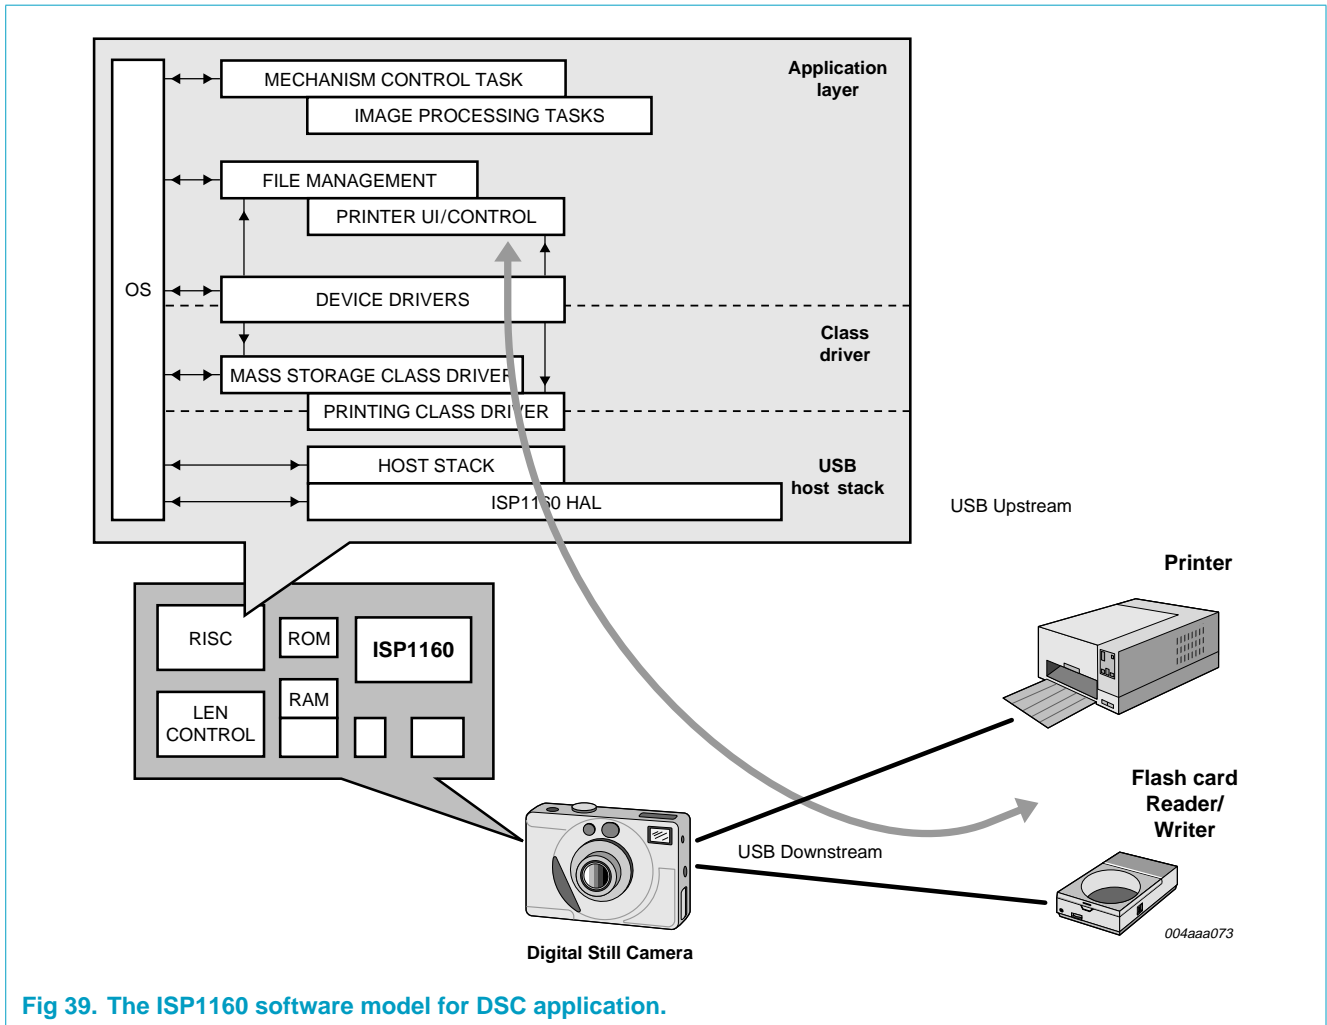 MECHANISM CONTROL TASK
IMAGE PROCESSING TASKS
Application
layer
FILE MANAGEMENT
PRINTER UI/CONTROL
OS
DEVICE DRIVERS
Class
driver
MASS STORAGE CLASS DRIVER
PRINTING CLASS DRIVER
HOST STACK
USB
host stack
ISP1160 HAL
USB Upstream
Printer
RISC
ROM
ISP1160
RAM
LEN
CONTROL
Flash card
Reader/
Writer
USB Downstream
004aaa073
Digital Still Camera
Fig 39. The ISP1160 software model for DSC application.